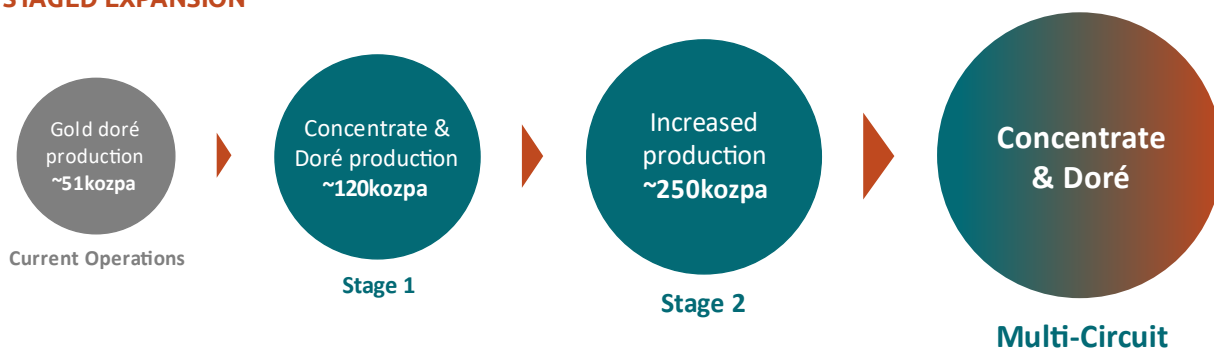 STAGED EXPANSION
Gold doré
production
~51kozpa
Current Operations
Concentrate &
Doré production
~120kozpa
Stage 1
Increased
production
~250kozpa
Stage 2
Concentrate
& Doré
Multi-Circuit